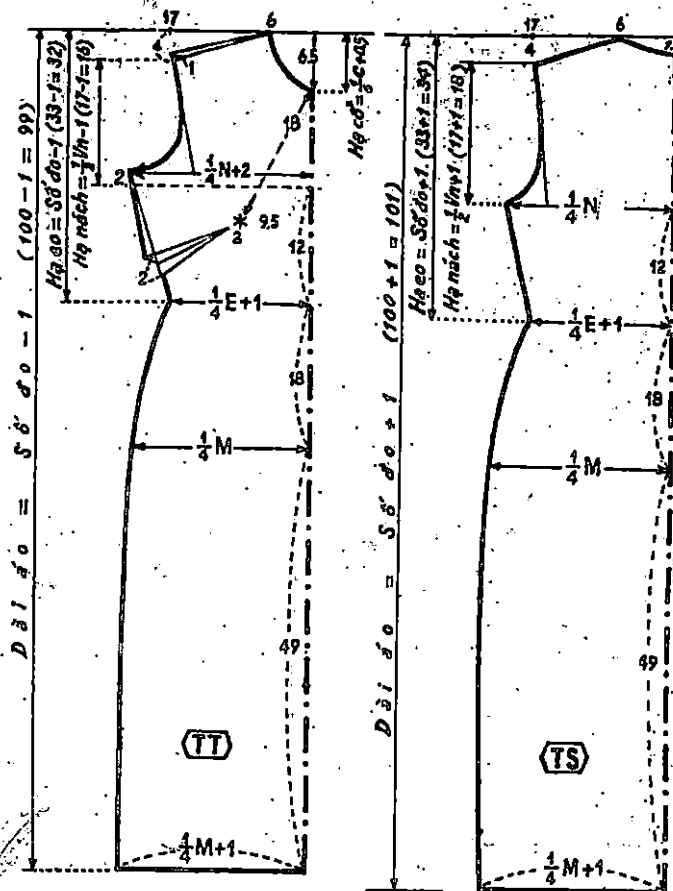 17
6
4
1
6.5
Hạ cổ = 1/6 C + 0,5
18
Dài áo = Số đo - 1 (100 - 1 = 99)
Hạ eo = Số đo - 1 (33 - 1 = 32)
Hạ nách = 1/2 Vn - 1 (17 - 1 = 16)
2
1/4 N + 2
* 9.5
2
2
12
1/4 E + 1
18
1/4 M
49
TT
1/4 M + 1
17
6
4
Dài áo = Số đo + 1 (100 + 1 = 101)
Hạ eo = Số đo + 1. (33 + 1 = 34)
Hạ nách = 1/2 Vn + 1 (17 + 1 = 18)
1/4 N
12
1/4 E + 1
18
1/4 M
49
TS
1/4 M + 1